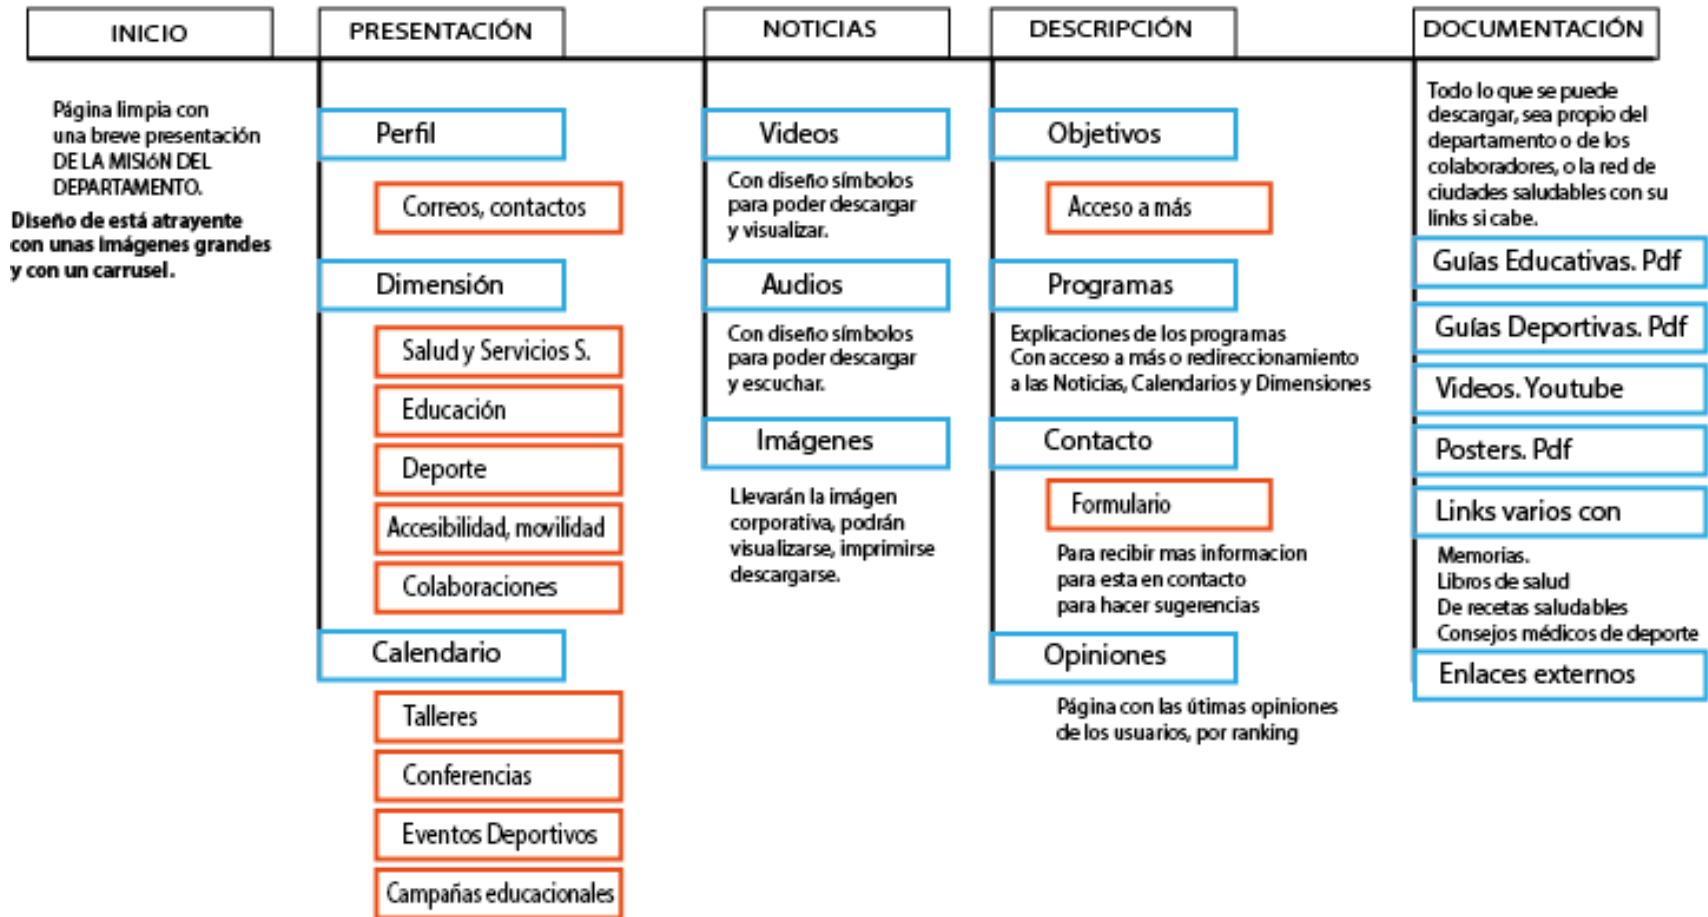 INICIO
Página limpia con
una breve presentación
DE LA MISIóN DEL
DEPARTAMENTO.
Diseño de está atrayente
con unas imágenes grandes
y con un carrusel.
PRESENTACIÓN
Perfil
Correos, contactos
Dimensión
Salud y Servicios S.
Educación
Deporte
Accesibilidad, movilidad
Colaboraciones
Calendario
Talleres
Conferencias
Eventos Deportivos
Campañas educacionales
NOTICIAS
Videos
Con diseño símbolos
para poder descargar
y visualizar.
Audios
Con diseño símbolos
para poder descargar
y escuchar.
Imágenes
Llevarán la imágen
corporativa, podrán
visualizarse, imprimirse
descargarse.
DESCRIPCIÓN
Objetivos
Acceso a más
Programas
Explicaciones de los programas
Con acceso a más o redireccionamiento
a las Noticias, Calendarios y Dimensiones
Contacto
Formulario
Para recibir mas informacion
para esta en contacto
para hacer sugerencias
Opiniones
Página con las útimas opiniones
de los usuarios, por ranking
DOCUMENTACIÓN
Todo lo que se puede
descargar, sea propio del
departamento o de los
colaboradores, o la red de
ciudades saludables con su
links si cabe.
Guías Educativas. Pdf
Guías Deportivas. Pdf
Videos. Youtube
Posters. Pdf
Links varios con
Memorias.
Libros de salud
De recetas saludables
Consejos médicos de deporte
Enlaces externos